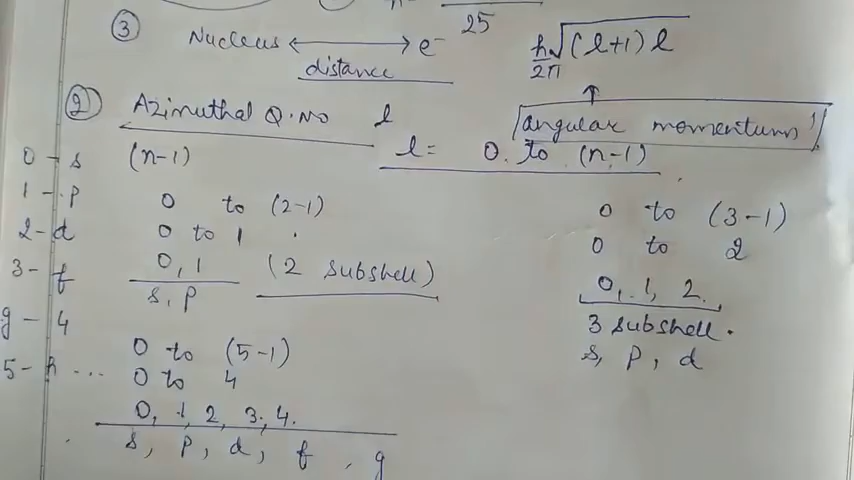 25
③ Nucleus ⟷ e⁻
distance
h/2π √(l+1) l
② Azimuthal Q.No l
angular momentum
(n-1)
l = 0 to (n-1)
0 - s
1 - p
2 - d
3 - f
g - 4
5 - h ...
0 to (2-1)
0 to 1
0, 1 (2 subshell)
s, p
0 to (3-1)
0 to 2
0, 1, 2.
3 subshell.
s, p, d
0 to (5-1)
0 to 4
0, 1, 2, 3, 4.
s, p, d, f, g